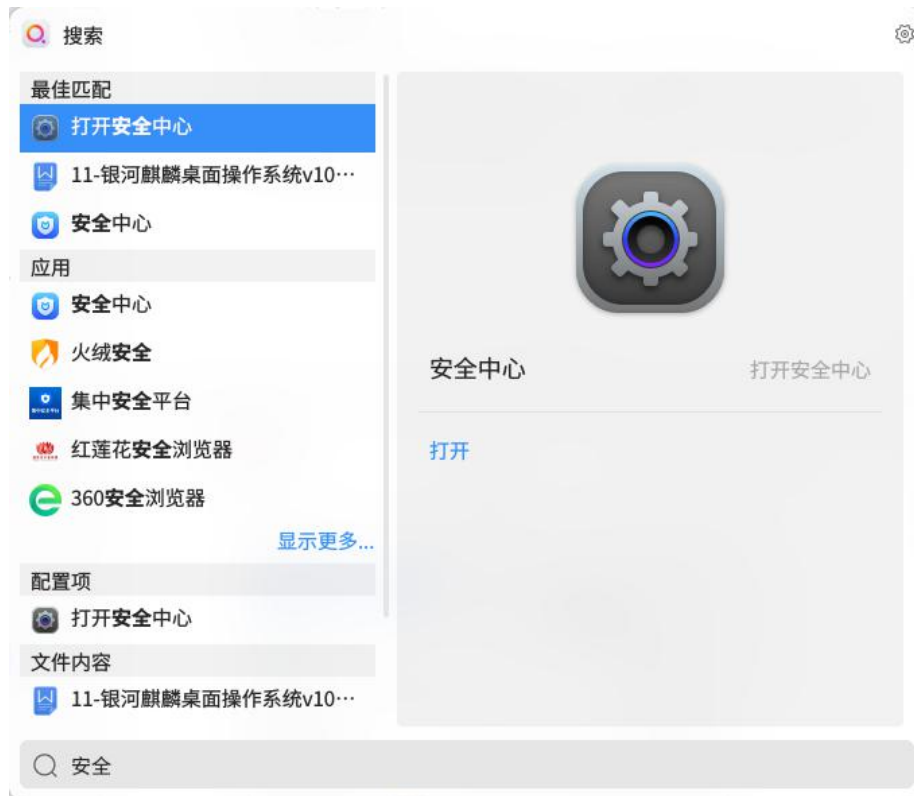 搜索
最佳匹配
打开安全中心
11-银河麒麟桌面操作系统v10…
安全中心
应用
安全中心
火绒安全
集中安全平台
红莲花安全浏览器
360安全浏览器
显示更多...
配置项
打开安全中心
文件内容
11-银河麒麟桌面操作系统v10…
安全中心
打开安全中心
打开
安全